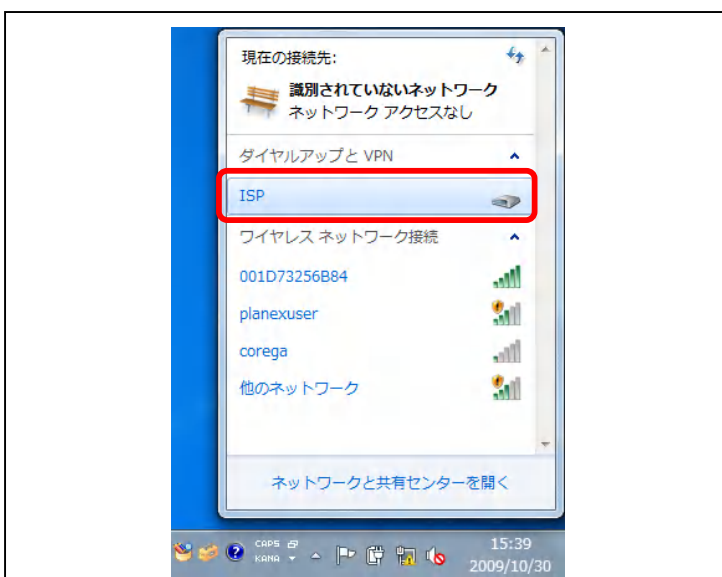 現在の接続先:
識別されていないネットワーク
ネットワーク アクセスなし
ダイヤルアップと VPN
ISP
ワイヤレス ネットワーク接続
001D73256B84
planexuser
corega
他のネットワーク
ネットワークと共有センターを開く
CAPS
KANA
15:39
2009/10/30